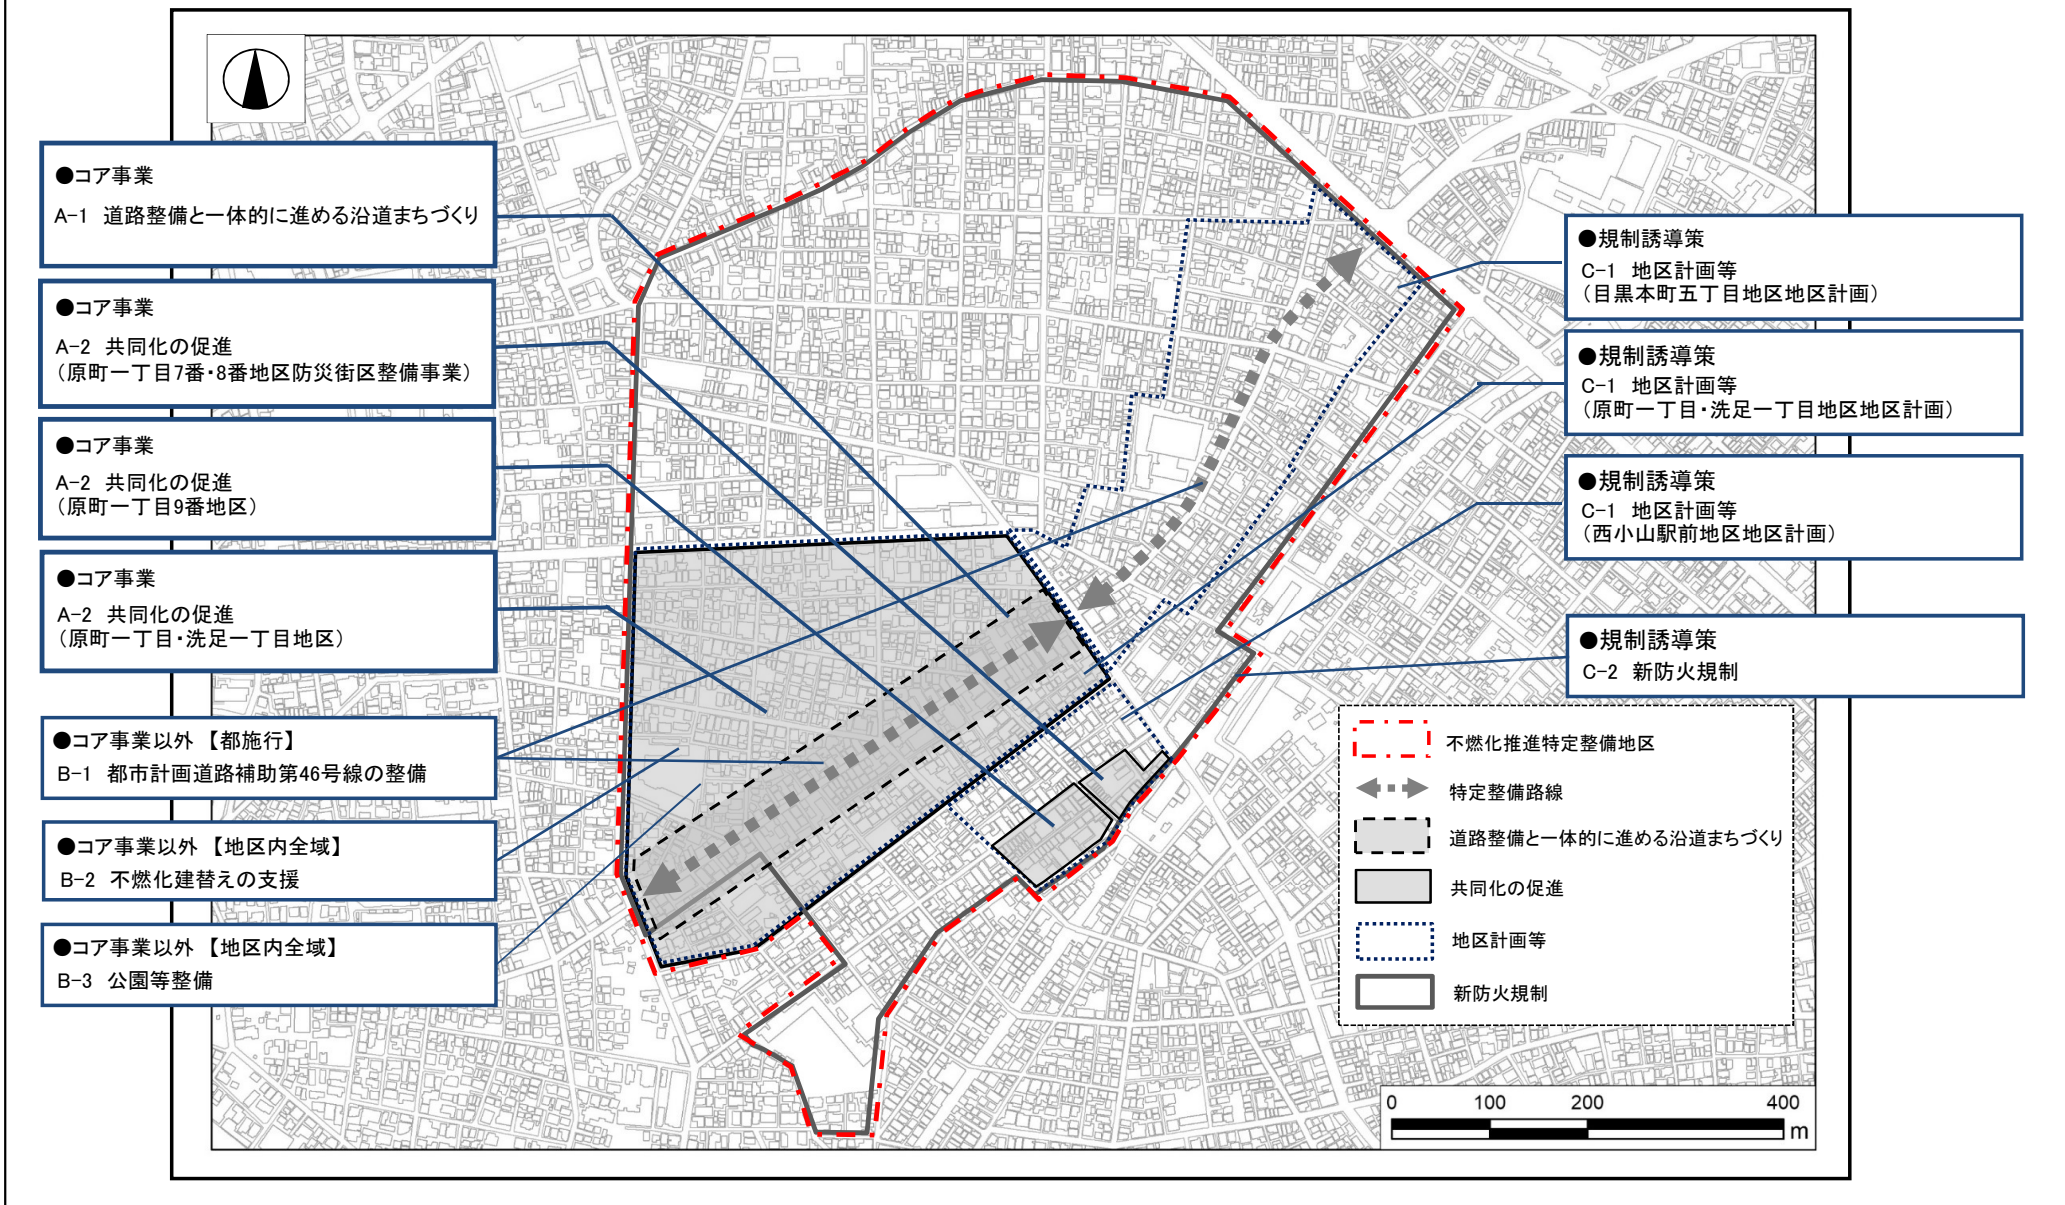 ●コア事業
A-1 道路整備と一体的に進める沿道まちづくり
●コア事業
A-2 共同化の促進
(原町一丁目7番・8番地区防災街区整備事業)
●コア事業
A-2 共同化の促進
(原町一丁目9番地区)
●コア事業
A-2 共同化の促進
(原町一丁目・洗足一丁目地区)
●コア事業以外 【都施行】
B-1 都市計画道路補助第46号線の整備
●コア事業以外 【地区内全域】
B-2 不燃化建替えの支援
●コア事業以外 【地区内全域】
B-3 公園等整備
●規制誘導策
C-1 地区計画等
(目黒本町五丁目地区地区計画)
●規制誘導策
C-1 地区計画等
(原町一丁目・洗足一丁目地区地区計画)
●規制誘導策
C-1 地区計画等
(西小山駅前地区地区計画)
●規制誘導策
C-2 新防火規制
不燃化推進特定整備地区
特定整備路線
道路整備と一体的に進める沿道まちづくり
共同化の促進
地区計画等
新防火規制
0 100 200 400
m